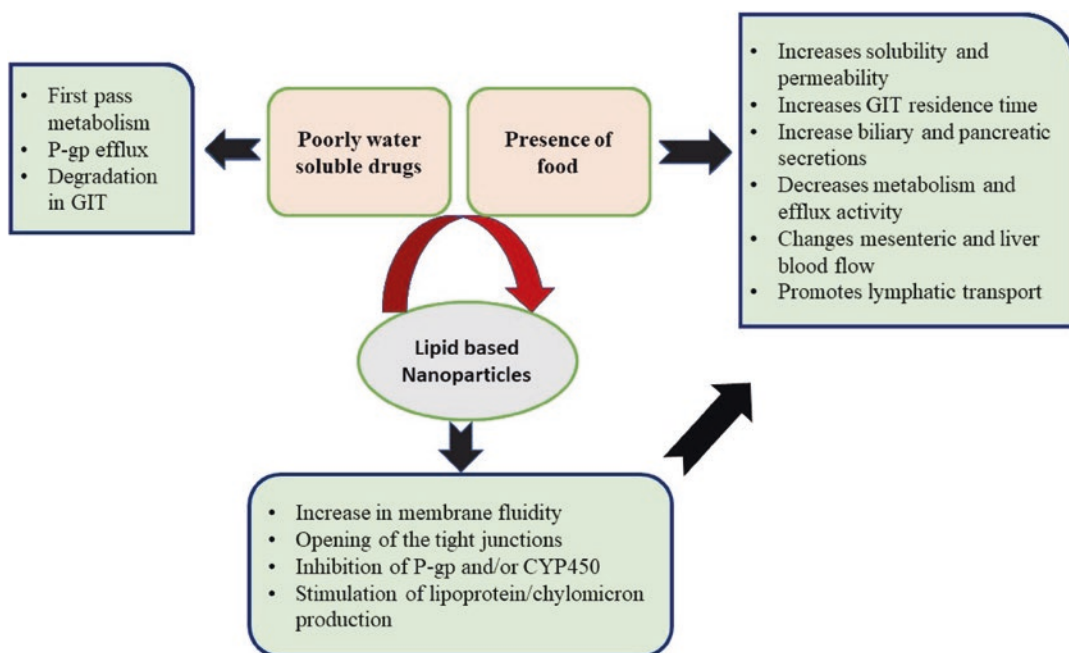 • First pass
metabolism
• P-gp efflux
• Degradation
in GIT
Poorly water
soluble drugs
Presence of
food
• Increases solubility and
permeability
• Increases GIT residence time
• Increase biliary and pancreatic
secretions
• Decreases metabolism and
efflux activity
• Changes mesenteric and liver
blood flow
• Promotes lymphatic transport
Lipid based
Nanoparticles
• Increase in membrane fluidity
• Opening of the tight junctions
• Inhibition of P-gp and/or CYP450
• Stimulation of lipoprotein/chylomicron
production